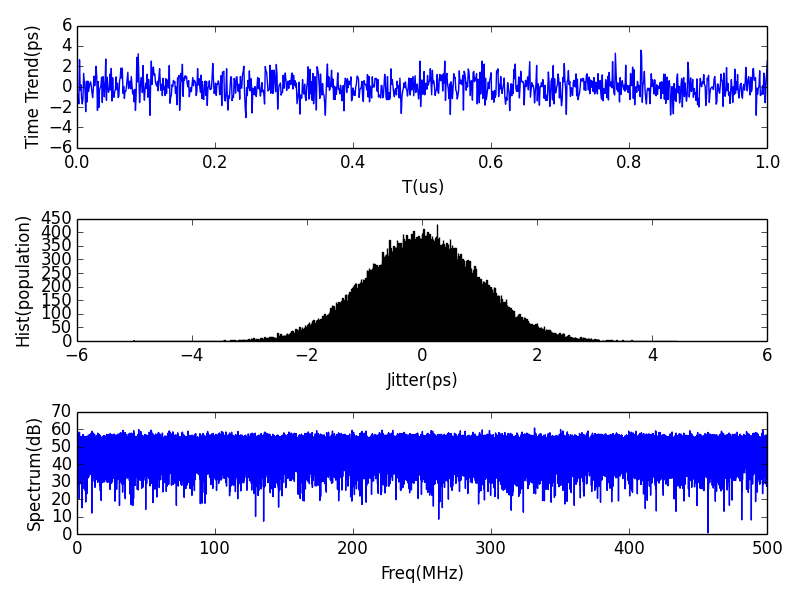 6
4
2
0
−2
−4
−6
Time Trend(ps)
0.0 0.2 0.4 0.6 0.8 1.0
T(us)
450
400
350
300
250
200
150
100
50
0
Hist(population)
−6 −4 −2 0 2 4 6
Jitter(ps)
70
60
50
40
30
20
10
0
Spectrum(dB)
0 100 200 300 400 500
Freq(MHz)